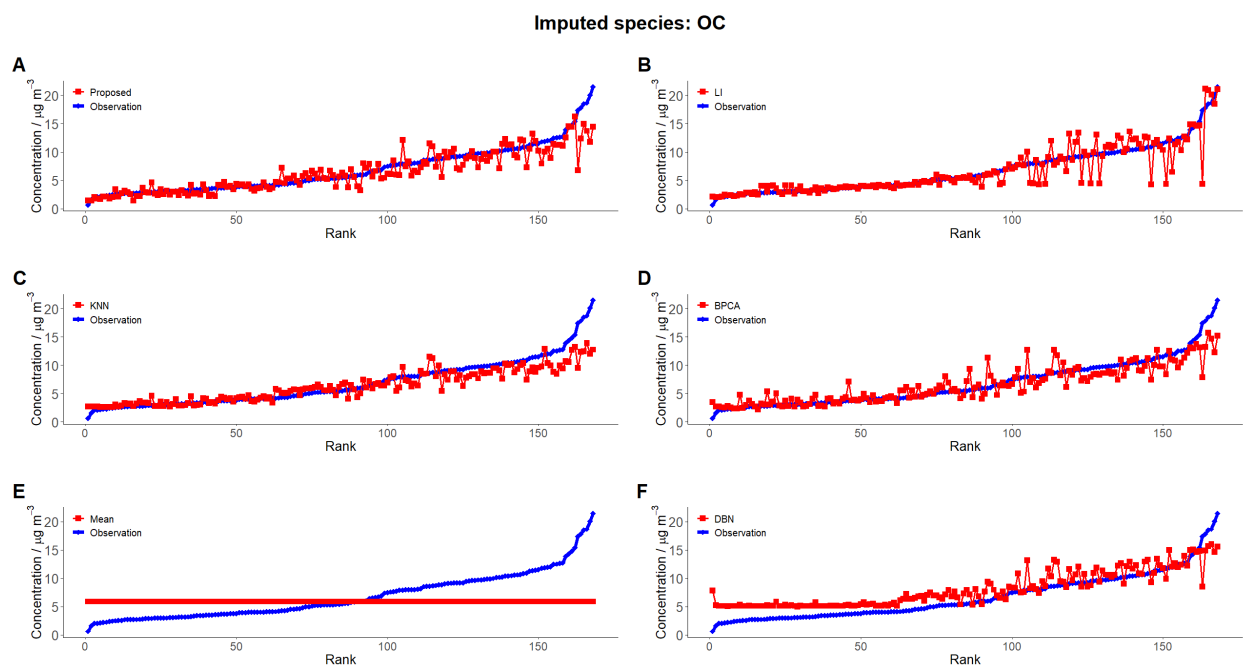 Imputed species: OC
A
Concentration / μg m⁻³
20
15
10
5
0
Proposed
Observation
0
50
100
150
Rank
B
Concentration / μg m⁻³
20
15
10
5
0
LI
Observation
0
50
100
150
Rank
C
Concentration / μg m⁻³
20
15
10
5
0
KNN
Observation
0
50
100
150
Rank
D
Concentration / μg m⁻³
20
15
10
5
0
BPCA
Observation
0
50
100
150
Rank
E
Concentration / μg m⁻³
20
15
10
5
0
Mean
Observation
0
50
100
150
Rank
F
Concentration / μg m⁻³
20
15
10
5
0
DBN
Observation
0
50
100
150
Rank